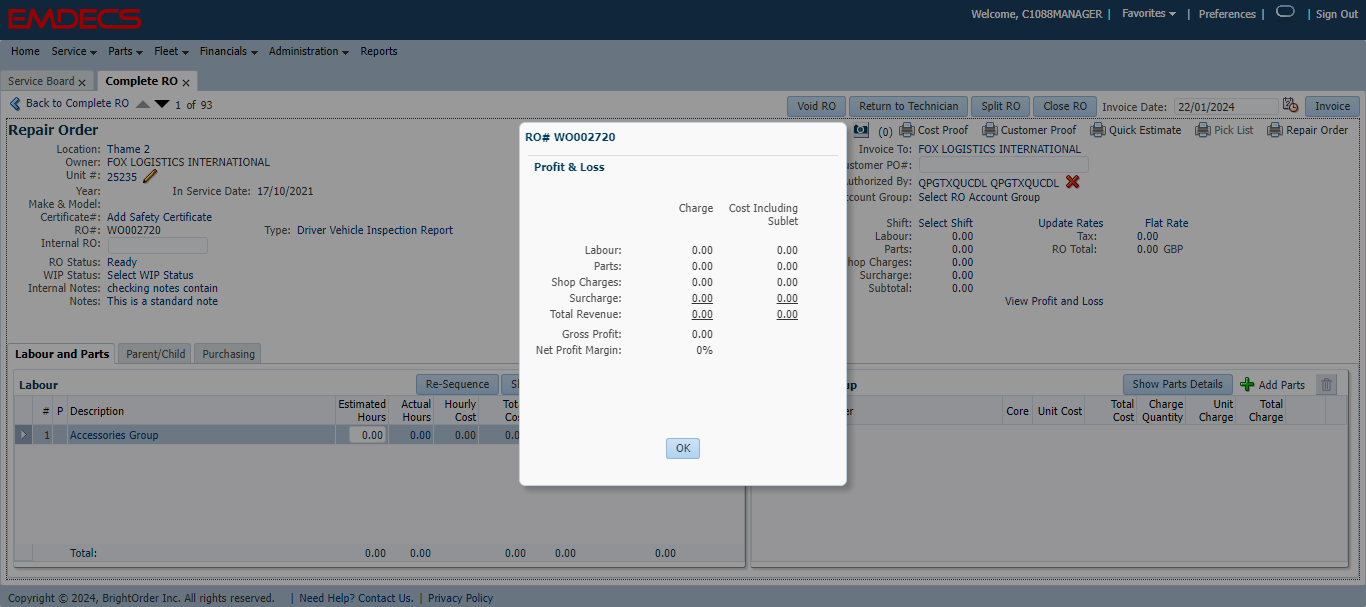 EMDECS
Welcome, C1088MANAGER | Favorites | Preferences | | Sign Out
Home Service Parts Fleet Financials Administration Reports
Service Board x Complete RO x
Back to Complete RO 1 of 93
Void RO Return to Technician Split RO Close RO Invoice Date: 22/01/2024 Invoice
Repair Order
(0) Cost Proof Customer Proof Quick Estimate Pick List Repair Order
Location: Thame 2
Owner: FOX LOGISTICS INTERNATIONAL
Unit #: 25235
Year: In Service Date: 17/10/2021
Make & Model:
Certificate#: Add Safety Certificate
RO#: WO002720 Type: Driver Vehicle Inspection Report
Internal RO:
RO Status: Ready
WIP Status: Select WIP Status
Internal Notes: checking notes contain
Notes: This is a standard note
Invoice To: FOX LOGISTICS INTERNATIONAL
ustomer PO#:
uthorized By: QPGTXQUCDL QPGTXQUCDL
count Group: Select RO Account Group
Shift: Select Shift Update Rates Flat Rate
Labour: 0.00 Tax: 0.00
Parts: 0.00 RO Total: 0.00 GBP
hop Charges: 0.00
Surcharge: 0.00
Subtotal: 0.00
View Profit and Loss
RO# WO002720
Profit & Loss
Charge Cost Including
Sublet
Labour: 0.00 0.00
Parts: 0.00 0.00
Shop Charges: 0.00 0.00
Surcharge: 0.00 0.00
Total Revenue: 0.00 0.00
Gross Profit: 0.00
Net Profit Margin: 0%
OK
Labour and Parts Parent/Child Purchasing
Labour Re-Sequence
# P Description Estimated Hours Actual Hours Hourly Cost
1 Accessories Group 0.00 0.00 0.00
Total: 0.00 0.00 0.00 0.00 0.00
Show Parts Details Add Parts
Core Unit Cost Total Cost Charge Quantity Unit Charge Total Charge
Copyright © 2024, BrightOrder Inc. All rights reserved. | Need Help? Contact Us. | Privacy Policy